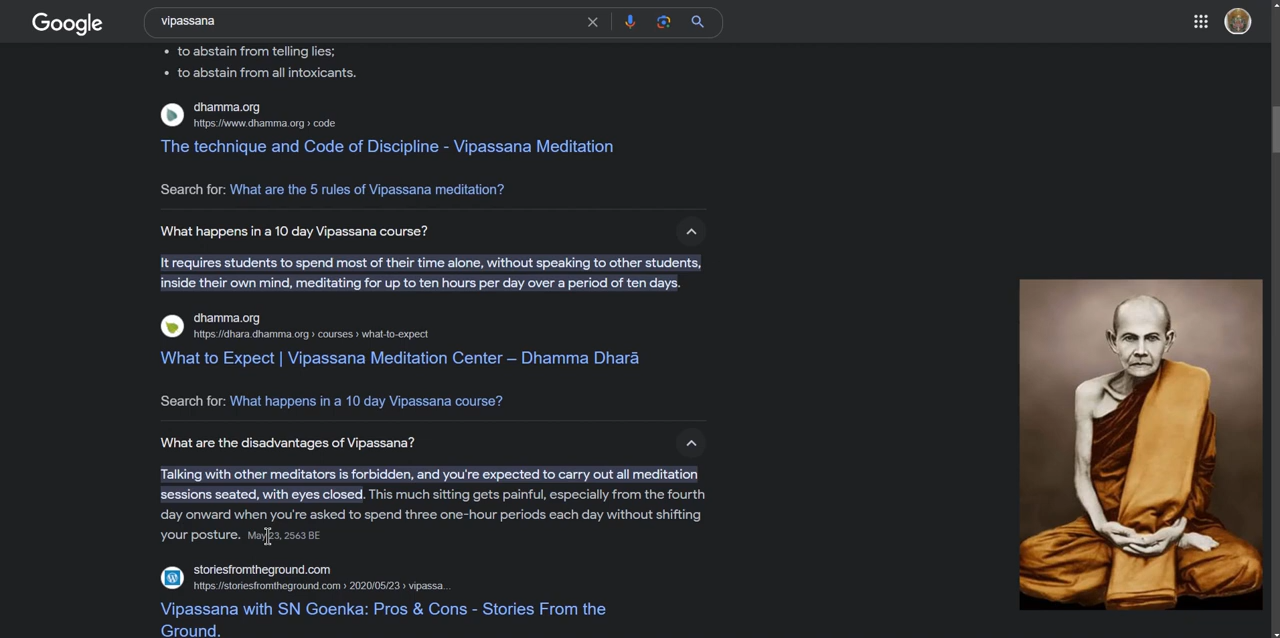 Google
vipassana
to abstain from telling lies;
to abstain from all intoxicants.
dhamma.org
https://www.dhamma.org › code
The technique and Code of Discipline - Vipassana Meditation
Search for: What are the 5 rules of Vipassana meditation?
What happens in a 10 day Vipassana course?
It requires students to spend most of their time alone, without speaking to other students,
inside their own mind, meditating for up to ten hours per day over a period of ten days.
dhamma.org
https://dhara.dhamma.org › courses › what-to-expect
What to Expect | Vipassana Meditation Center – Dhamma Dharā
Search for: What happens in a 10 day Vipassana course?
What are the disadvantages of Vipassana?
Talking with other meditators is forbidden, and you're expected to carry out all meditation
sessions seated, with eyes closed. This much sitting gets painful, especially from the fourth
day onward when you're asked to spend three one-hour periods each day without shifting
your posture. May 23, 2563 BE
storiesfromtheground.com
https://storiesfromtheground.com › 2020/05/23 › vipassa...
Vipassana with SN Goenka: Pros & Cons - Stories From the
Ground.